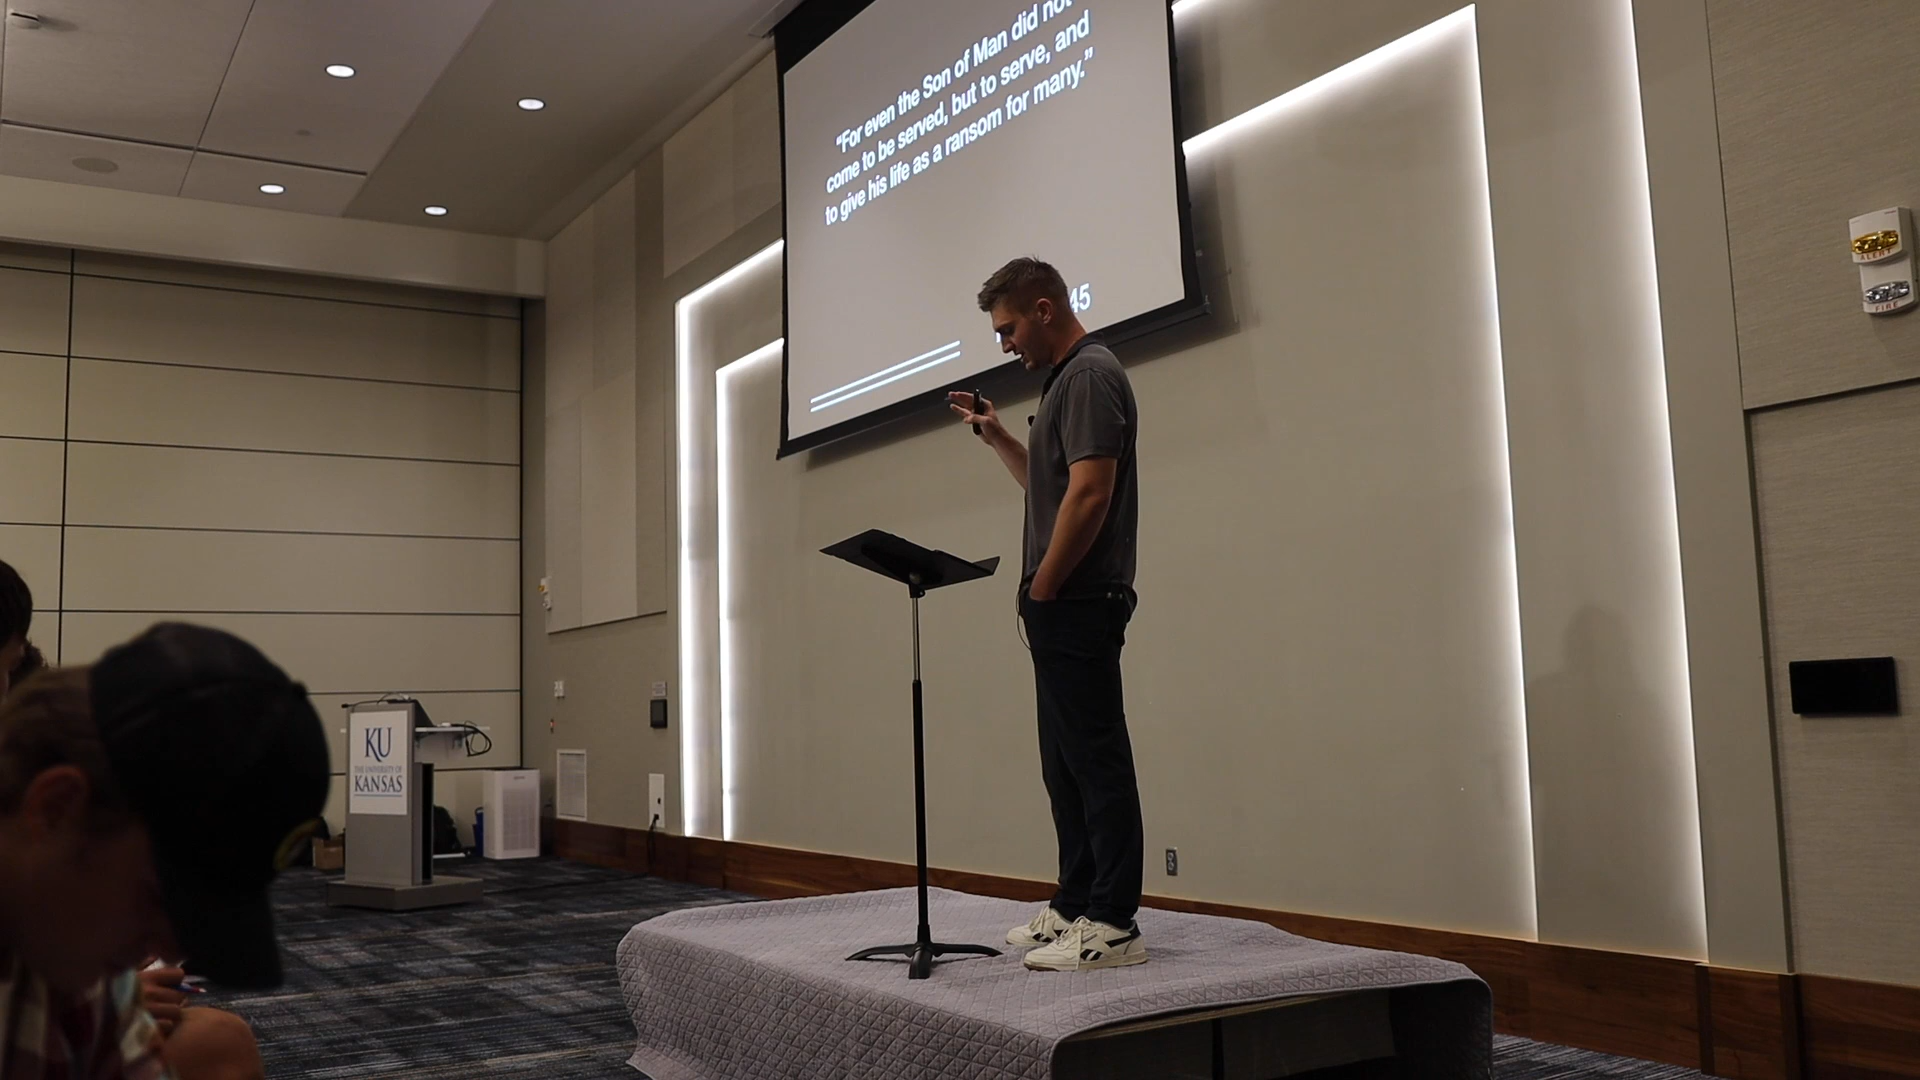 “For even the Son of Man did not
come to be served, but to serve, and
to give his life as a ransom for many.”
45
ALERT
FIRE
KU
THE UNIVERSITY OF
KANSAS